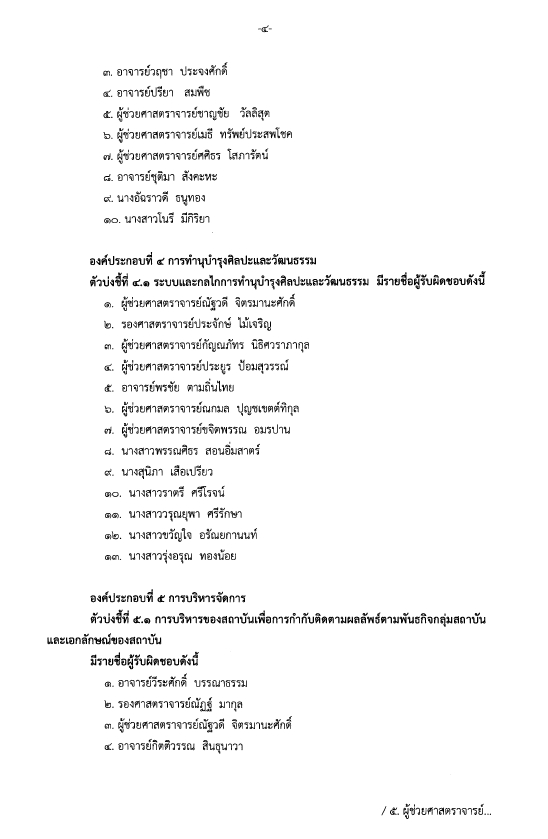 -๔-
๓. อาจารย์วฤชา ประจงศักดิ์
๔. อาจารย์ปรียา สมพืช
๕. ผู้ช่วยศาสตราจารย์ชาญชัย วัลลิสุต
๖. ผู้ช่วยศาสตราจารย์เมธี ทรัพย์ประสพโชค
๗. ผู้ช่วยศาสตราจารย์ศศิธร โสภารัตน์
๘. อาจารย์ชุติมา สังคะหะ
๙. นางอัฉราวดี ธนูทอง
๑๐. นางสาวโนรี มีกิริยา
องค์ประกอบที่ ๔ การทำนุบำรุงศิลปะและวัฒนธรรม
ตัวบ่งชี้ที่ ๔.๑ ระบบและกลไกการทำนุบำรุงศิลปะและวัฒนธรรม มีรายชื่อผู้รับผิดชอบดังนี้
๑. ผู้ช่วยศาสตราจารย์ณัฐวดี จิตรมานะศักดิ์
๒. รองศาสตราจารย์ประจักษ์ ไม้เจริญ
๓. ผู้ช่วยศาสตราจารย์กัญณภัทร นิธิศวราภากุล
๔. ผู้ช่วยศาสตราจารย์ประยูร ป้อมสุวรรณ์
๕. อาจารย์พรชัย ตามถิ่นไทย
๖. ผู้ช่วยศาสตราจารย์ณกมล ปุญชเขตต์ทิกุล
๗. ผู้ช่วยศาสตราจารย์ขจิตพรรณ อมรปาน
๘. นางสาวพรรณศิธร สอนอิ่มสาตร์
๙. นางสุนิภา เสือเปรียว
๑๐. นางสาวราตรี ศรีโรจน์
๑๑. นางสาววรุณยุพา ศรีรักษา
๑๒. นางสาวขวัญใจ อรัณยกานนท์
๑๓. นางสาวรุ่งอรุณ ทองน้อย
องค์ประกอบที่ ๕ การบริหารจัดการ
ตัวบ่งชี้ที่ ๕.๑ การบริหารของสถาบันเพื่อการกำกับติดตามผลลัพธ์ตามพันธกิจกลุ่มสถาบัน
และเอกลักษณ์ของสถาบัน
มีรายชื่อผู้รับผิดชอบดังนี้
๑. อาจารย์วีระศักดิ์ บรรณาธรรม
๒. รองศาสตราจารย์ณัฏฐ์ มากุล
๓. ผู้ช่วยศาสตราจารย์ณัฐวดี จิตรมานะศักดิ์
๔. อาจารย์กิตติวรรณ สินธุนาวา
/ ๕. ผู้ช่วยศาสตราจารย์...